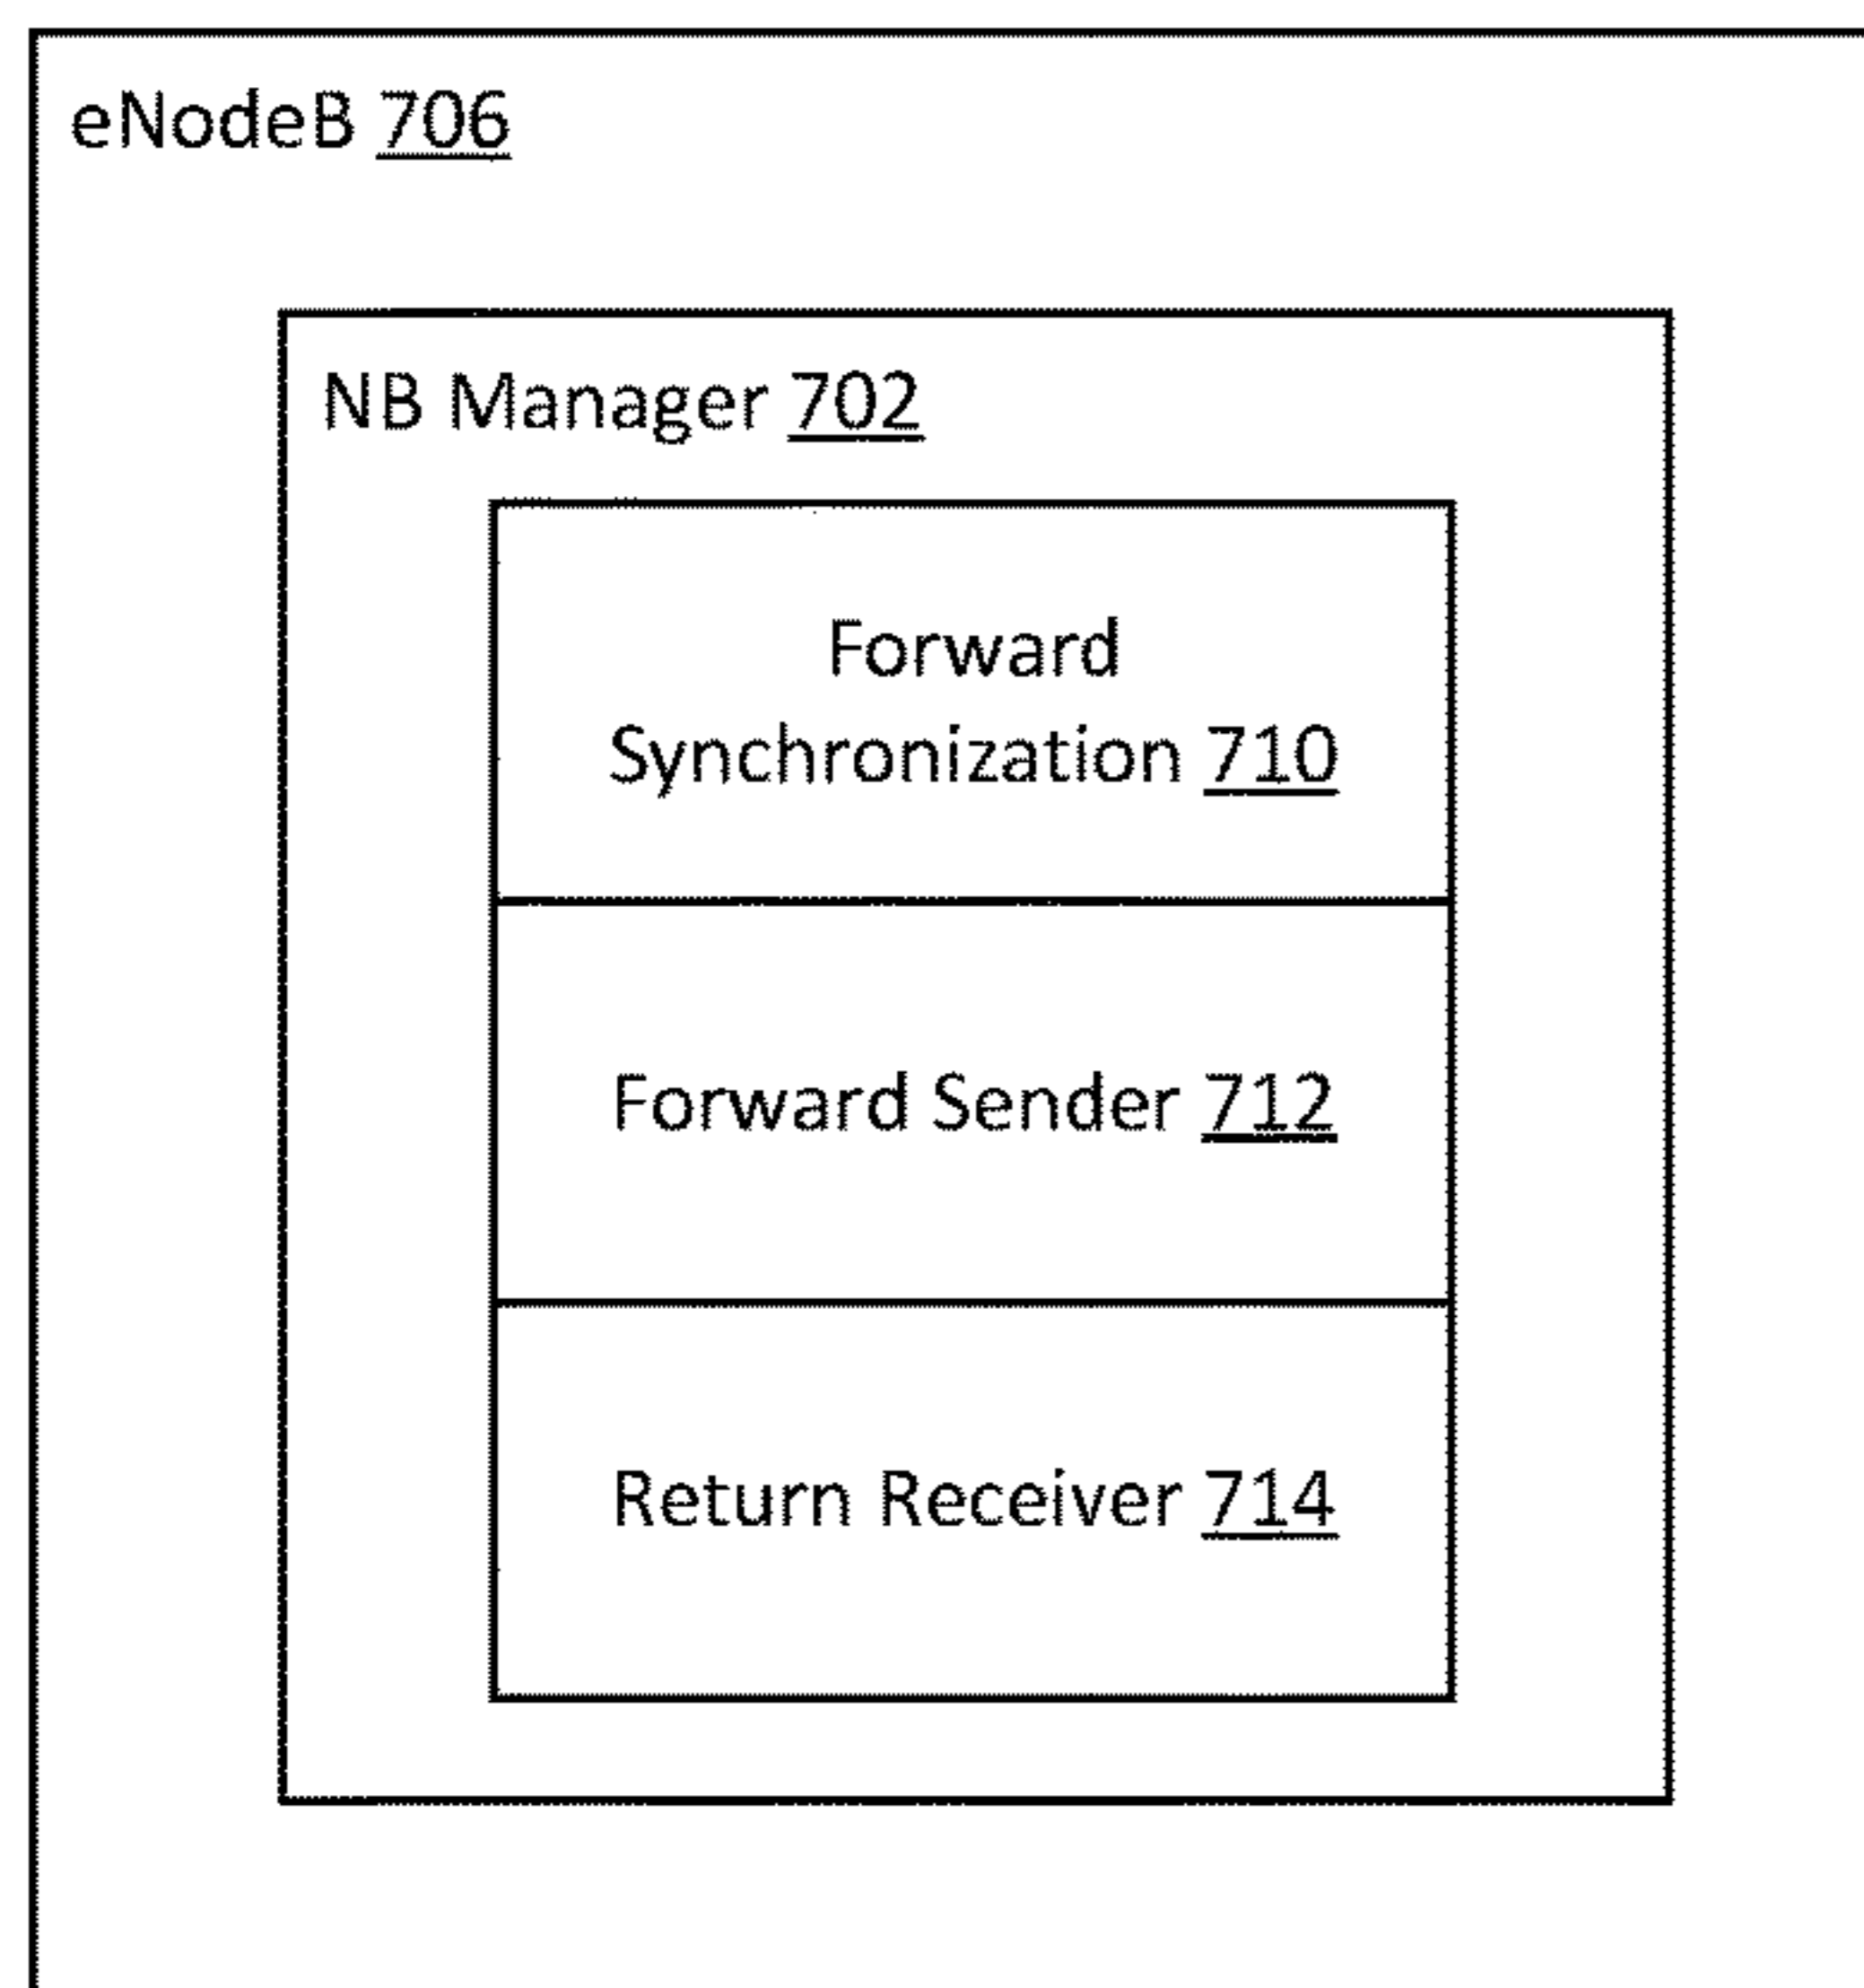 eNodeB 706
NB Manager 702
Forward
Synchronization 710
Forward Sender 712
Return Receiver 714